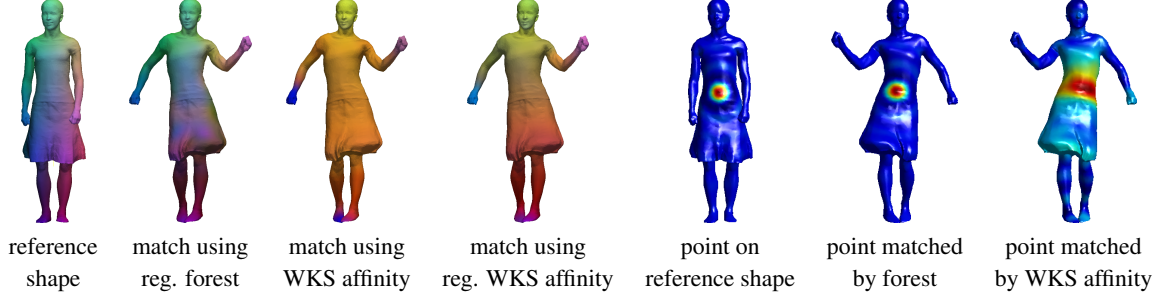 reference shape
match using reg. forest
match using WKS affinity
match using reg. WKS affinity
point on reference shape
point matched by forest
point matched by WKS affinity